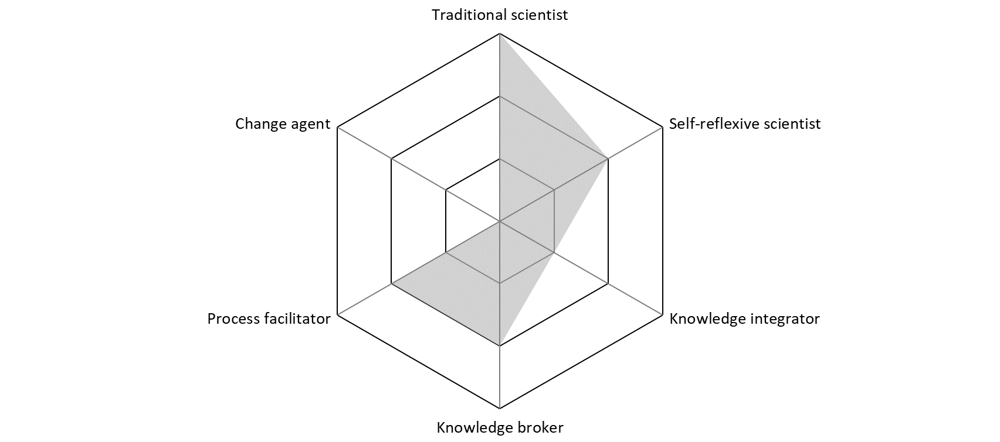 Traditional scientist
Change agent
Self-reflexive scientist
Process facilitator
Knowledge integrator
Knowledge broker